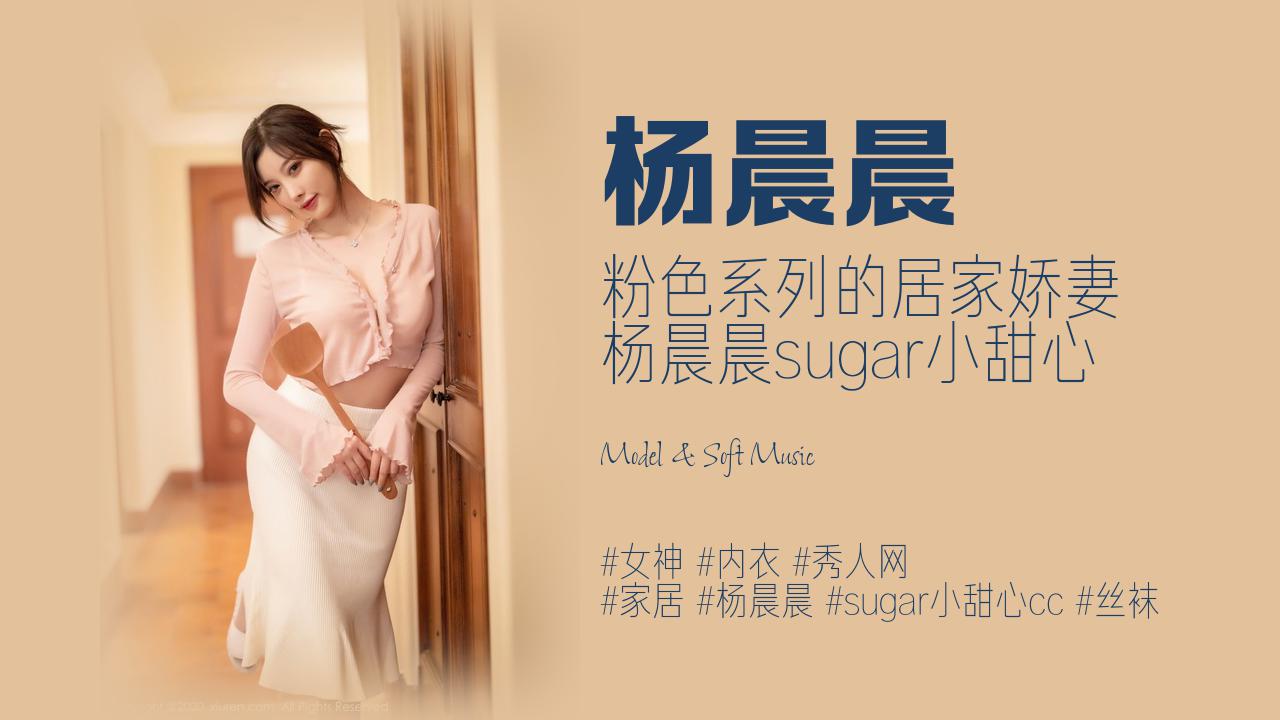 杨晨晨
粉色系列的居家娇妻
杨晨晨sugar小甜心
Model & Soft Music
#女神 #内衣 #秀人网
#家居 #杨晨晨 #sugar小甜心cc #丝袜
©2020 xiuren.com. All Rights Reserved